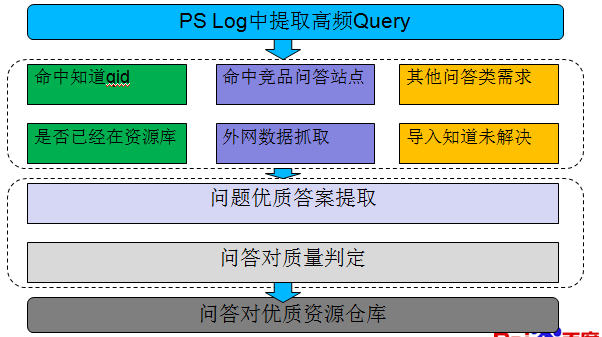 PS Log中提取高频Query
命中知道qid
命中竞品问答站点
其他问答类需求
是否已经在资源库
外网数据抓取
导入知道未解决
问题优质答案提取
问答对质量判定
问答对优质资源仓库